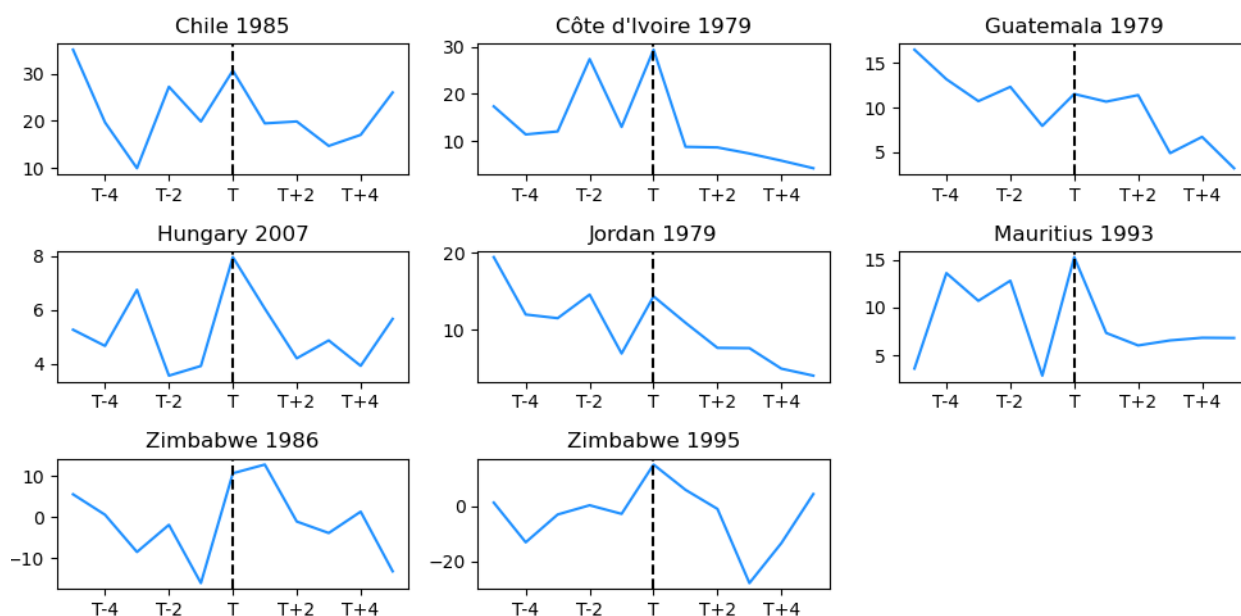 Chile 1985
30
20
10
T-4 T-2 T T+2 T+4
Côte d'Ivoire 1979
30
20
10
T-4 T-2 T T+2 T+4
Guatemala 1979
15
10
5
T-4 T-2 T T+2 T+4
Hungary 2007
8
6
4
T-4 T-2 T T+2 T+4
Jordan 1979
20
10
T-4 T-2 T T+2 T+4
Mauritius 1993
15
10
5
T-4 T-2 T T+2 T+4
Zimbabwe 1986
10
0
−10
T-4 T-2 T T+2 T+4
Zimbabwe 1995
0
−20
T-4 T-2 T T+2 T+4